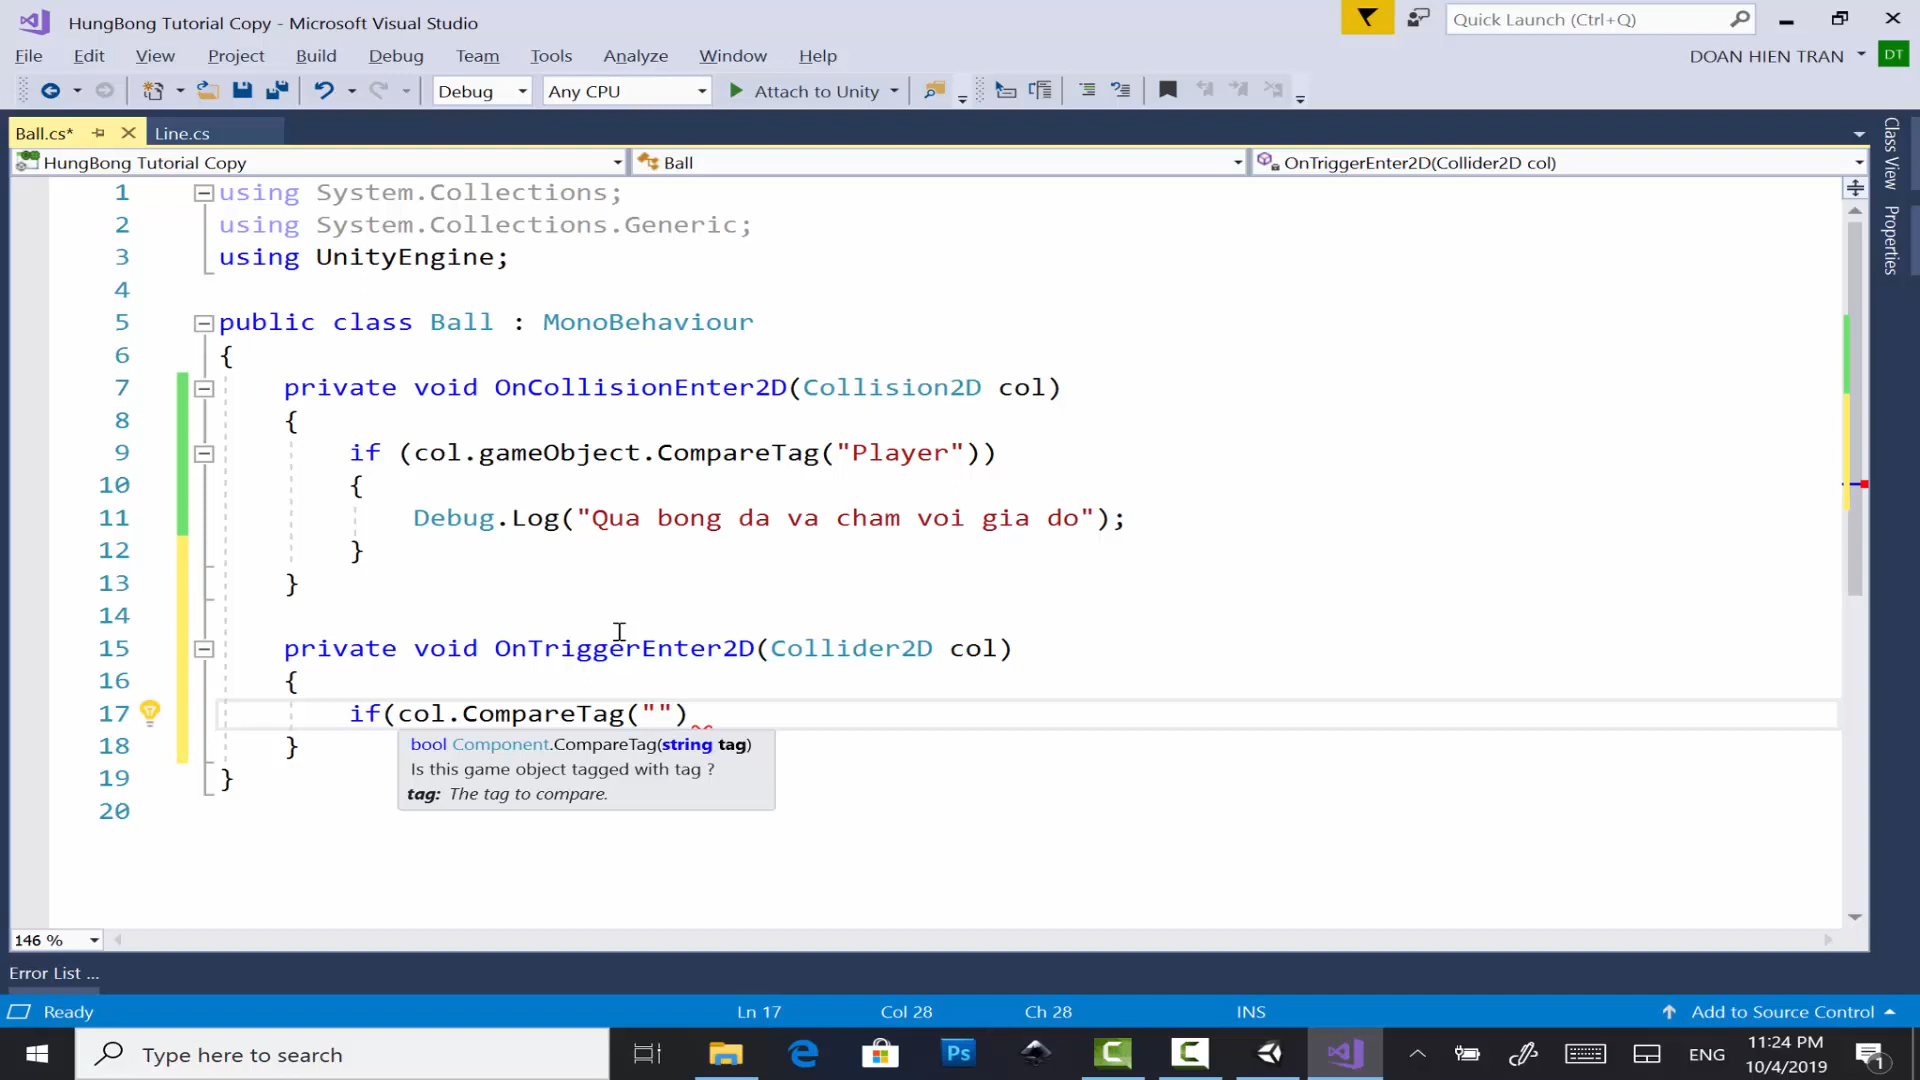 HungBong Tutorial Copy - Microsoft Visual Studio
Quick Launch (Ctrl+Q)
File Edit View Project Build Debug Team Tools Analyze Window Help
DOAN HIEN TRAN
DT
Debug
Any CPU
Attach to Unity
Ball.cs*
Line.cs
HungBong Tutorial Copy
Ball
OnTriggerEnter2D(Collider2D col)
Class View
Properties
1 using System.Collections;
2 using System.Collections.Generic;
3 using UnityEngine;
4
5 public class Ball : MonoBehaviour
6 {
7 private void OnCollisionEnter2D(Collision2D col)
8 {
9 if (col.gameObject.CompareTag("Player"))
10 {
11 Debug.Log("Qua bong da va cham voi gia do");
12 }
13 }
14
15 private void OnTriggerEnter2D(Collider2D col)
16 {
17 if(col.CompareTag("")
18 }
bool Component.CompareTag(string tag)
Is this game object tagged with tag ?
tag: The tag to compare.
19 }
20
146 %
Error List ...
Ready
Ln 17
Col 28
Ch 28
INS
Add to Source Control
Type here to search
Ps
ENG
11:24 PM
10/4/2019
1